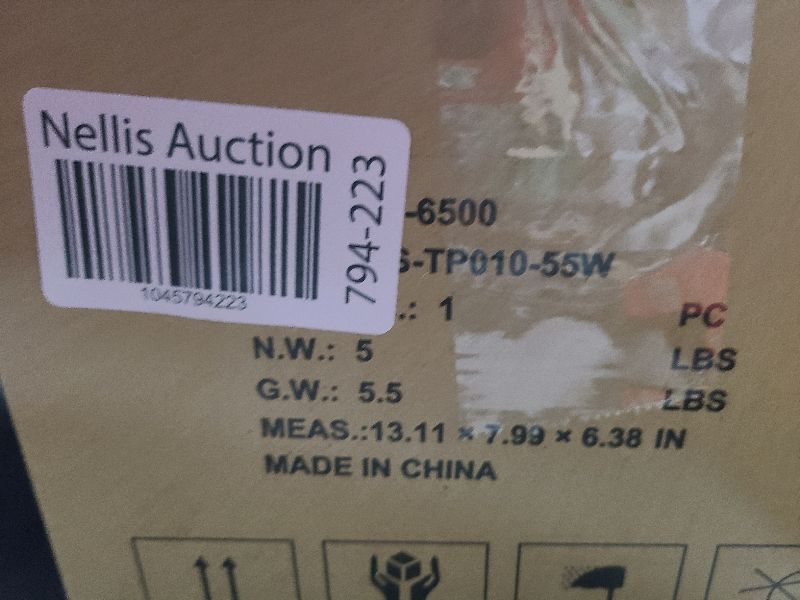 Nellis Auction
794-223
1045794223
-6500
S-TP010-55W
.: 1 PC
N.W.: 5 LBS
G.W.: 5.5 LBS
MEAS.:13.11 × 7.99 × 6.38 IN
MADE IN CHINA